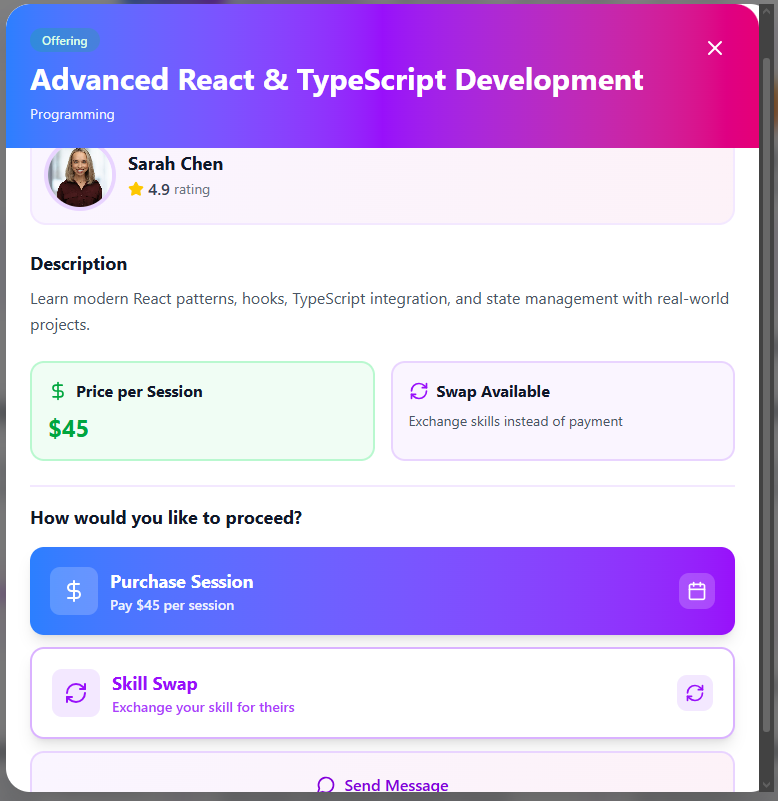 Offering
Advanced React & TypeScript Development
Programming
Sarah Chen
4.9 rating
Description
Learn modern React patterns, hooks, TypeScript integration, and state management with real-world
projects.
Price per Session
$45
Swap Available
Exchange skills instead of payment
How would you like to proceed?
Purchase Session
Pay $45 per session
Skill Swap
Exchange your skill for theirs
Send Message